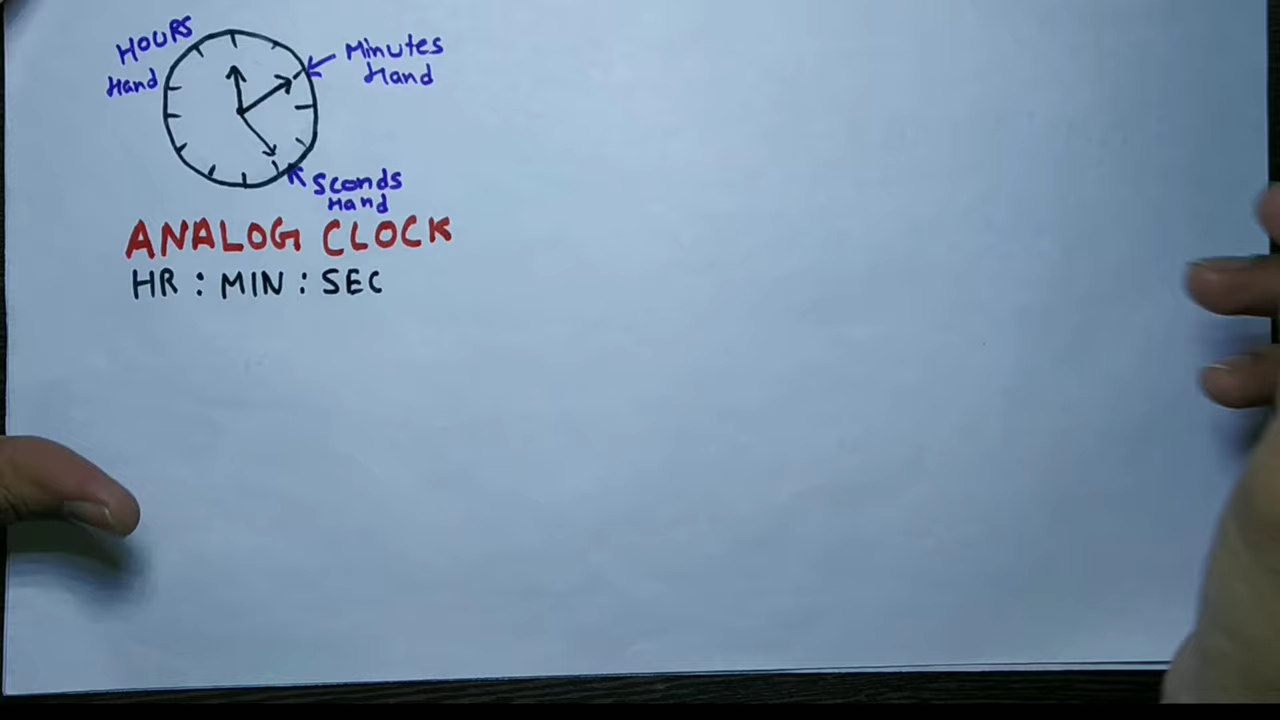 HOURS
Hand
Minutes
Hand
Sconds
Hand
ANALOG CLOCK
HR : MIN : SEC